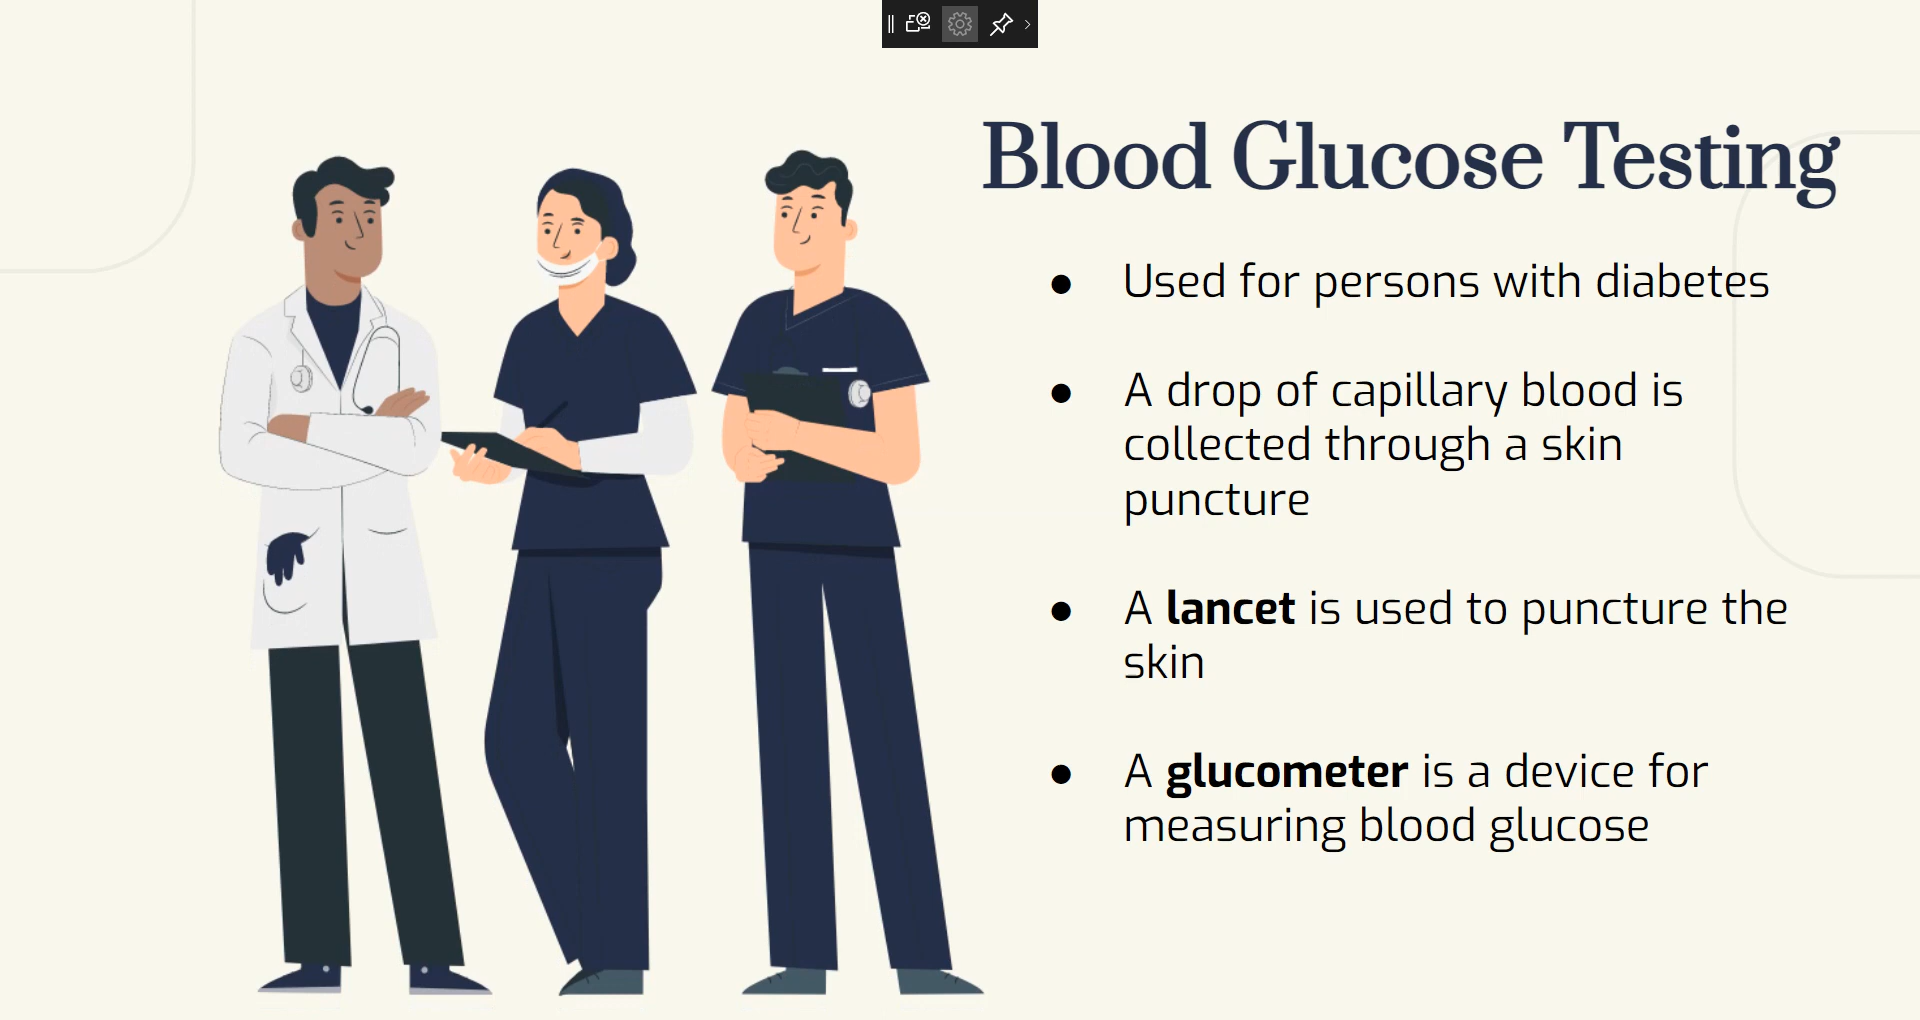 Blood Glucose Testing
● Used for persons with diabetes
● A drop of capillary blood is
collected through a skin
puncture
● A lancet is used to puncture the
skin
● A glucometer is a device for
measuring blood glucose